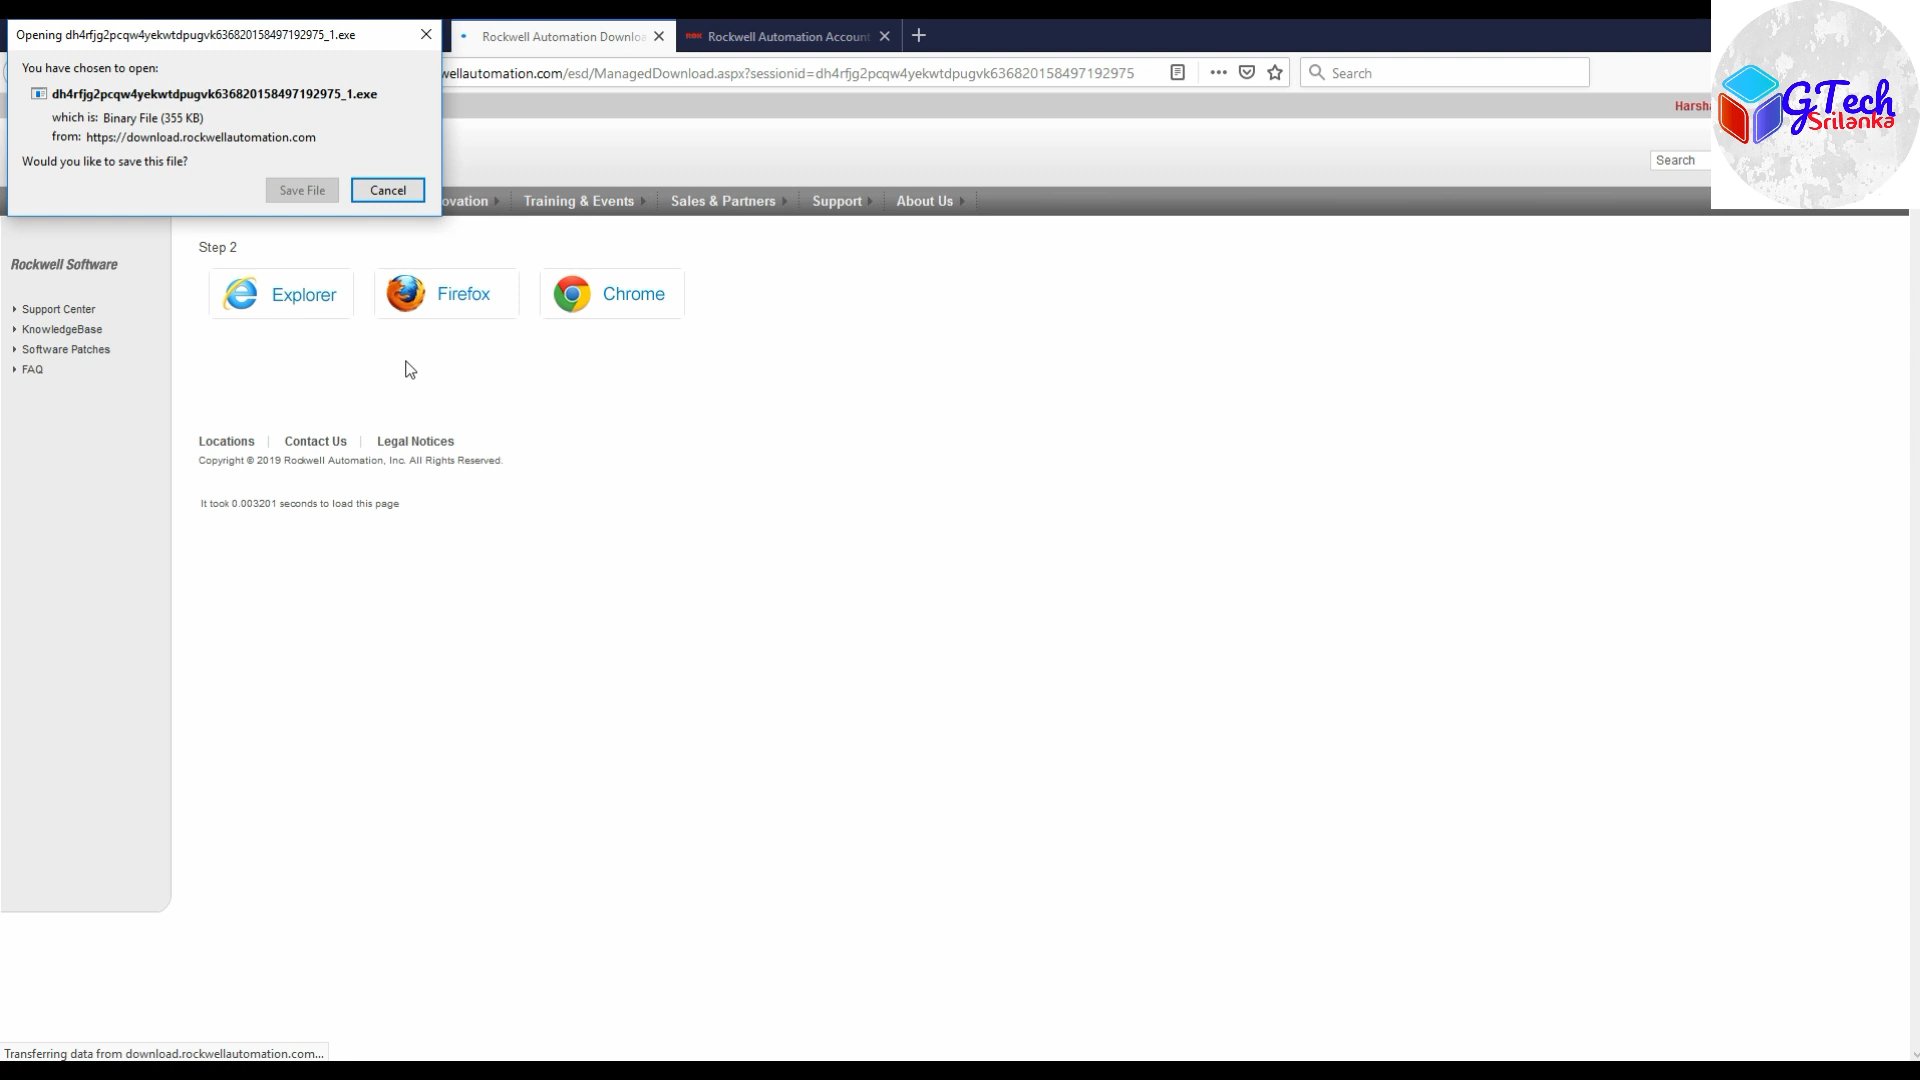 Opening dh4rfjg2pcqw4yekwtdpugvk636820158497192975_1.exe
You have chosen to open:
dh4rfjg2pcqw4yekwtdpugvk636820158497192975_1.exe
which is: Binary File (355 KB)
from: https://download.rockwellautomation.com
Would you like to save this file?
Save File
Cancel
Rockwell Automation Downloa
Rockwell Automation Account
wellautomation.com/esd/ManagedDownload.aspx?sessionid=dh4rfjg2pcqw4yekwtdpugvk636820158497192975
Search
Harsha
GTech
Srilanka
Search
ovation
Training & Events
Sales & Partners
Support
About Us
Rockwell Software
Support Center
KnowledgeBase
Software Patches
FAQ
Step 2
Explorer
Firefox
Chrome
Locations
Contact Us
Legal Notices
Copyright © 2019 Rockwell Automation, Inc. All Rights Reserved.
It took 0.003201 seconds to load this page
Transferring data from download.rockwellautomation.com...